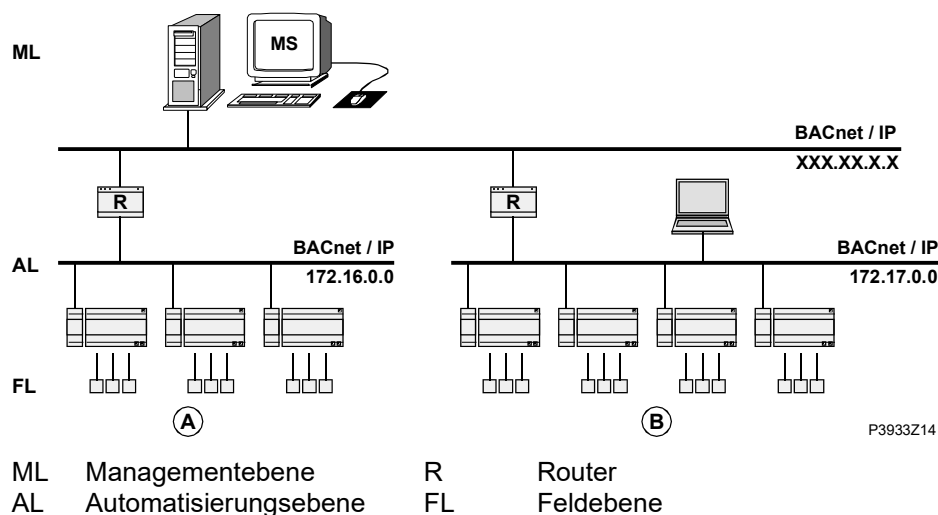 ML
MS
BACnet / IP
XXX.XX.X.X
R R
BACnet / IP BACnet / IP
AL
172.16.0.0 172.17.0.0
FL
A B
P3933Z14
ML Managementebene R Router
AL Automatisierungsebene FL Feldebene